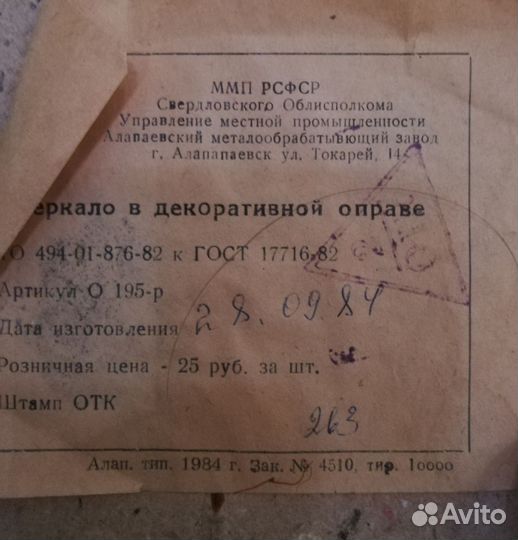 ММП РСФСР
Свердловского Облисполкома
Управление местной промышленности
Алапаевский металообрабатывающий завод
г. Алапапаевск ул. Токарей, 14
еркало в декоративной оправе
ТО 494-01-876-82 к ГОСТ 17716-82
Артикул О 195-р
Дата изготовления 28.09.84
Розничная цена - 25 руб. за шт.
Штамп ОТК
263
Алап. тип. 1984 г. Зак. № 4510, тир. 10000
Avito